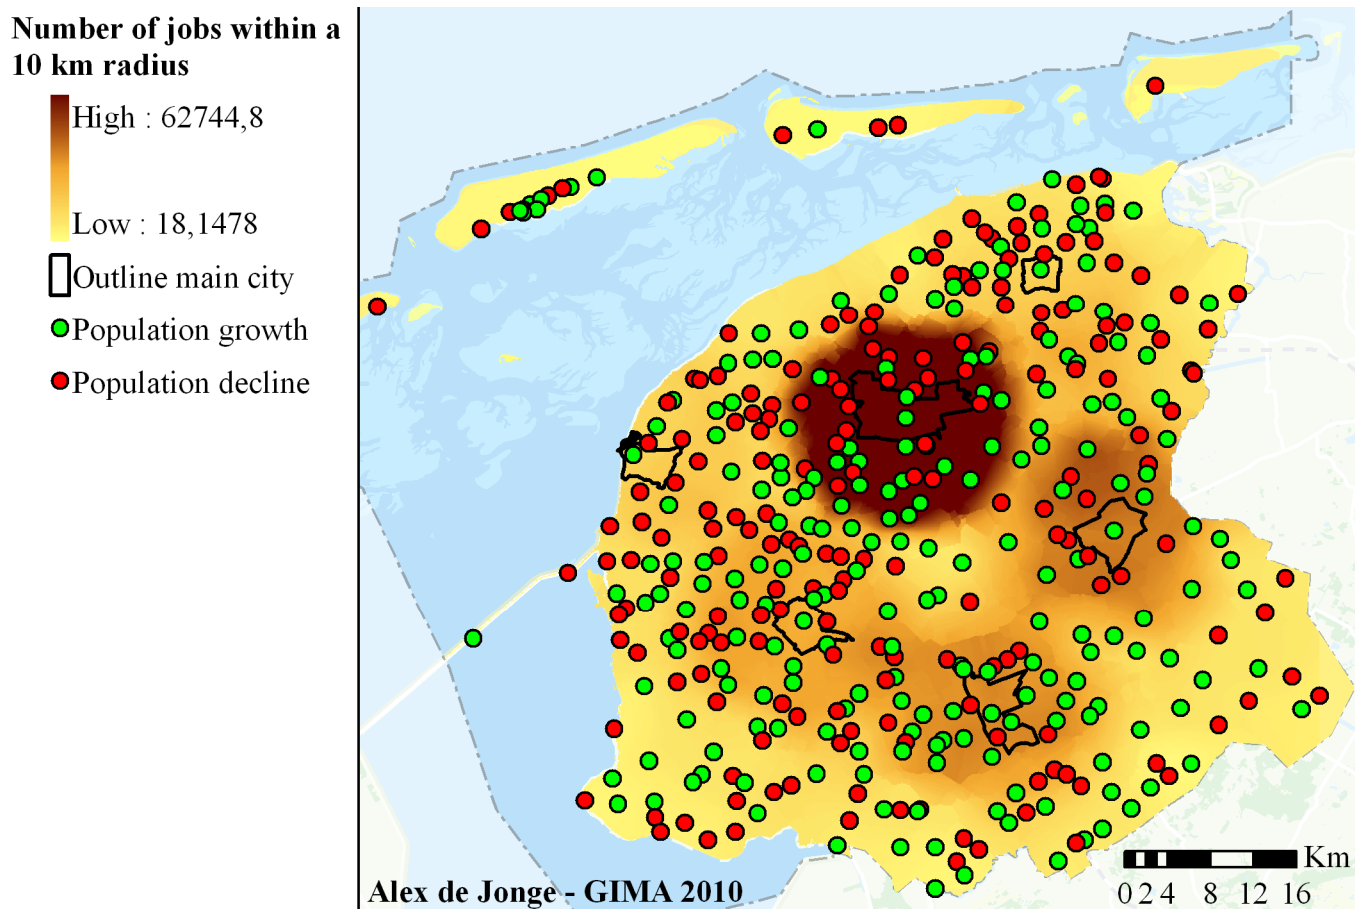 Number of jobs within a
10 km radius
High : 62744,8
Low : 18,1478
Outline main city
Population growth
Population decline
Km
0 2 4 8 12 16
Alex de Jonge - GIMA 2010